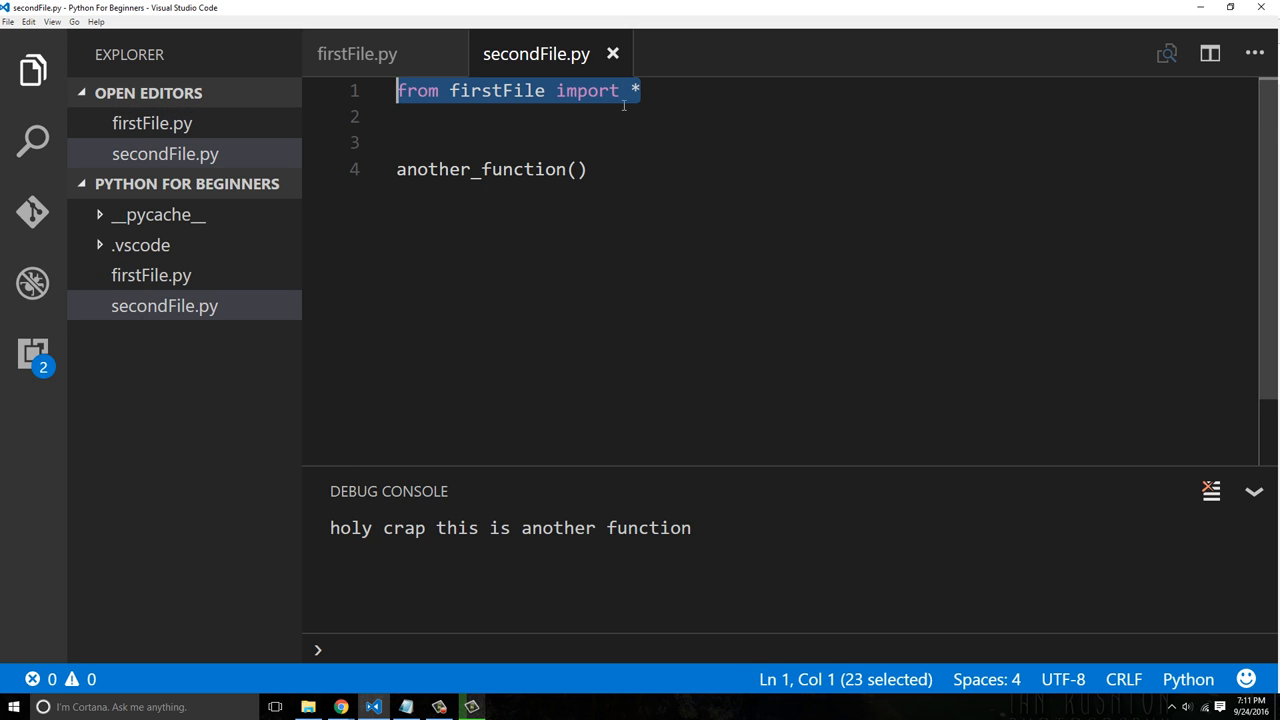 secondFile.py - Python For Beginners - Visual Studio Code
File Edit View Go Help
EXPLORER
OPEN EDITORS
firstFile.py
secondFile.py
PYTHON FOR BEGINNERS
__pycache__
.vscode
firstFile.py
secondFile.py
2
firstFile.py
secondFile.py
1 from firstFile import *
2
3
4 another_function()
DEBUG CONSOLE
holy crap this is another function
0 0
Ln 1, Col 1 (23 selected) Spaces: 4 UTF-8 CRLF Python
I'm Cortana. Ask me anything.
IAN RUSHTON
7:11 PM
9/24/2016